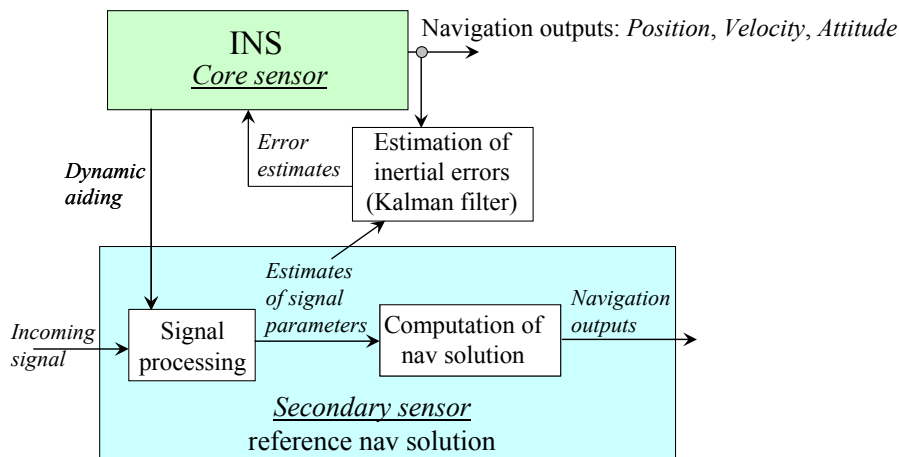 INS
Core sensor
Navigation outputs: Position, Velocity, Attitude
Error
estimates
Estimation of
inertial errors
(Kalman filter)
Dynamic
aiding
Estimates
of signal
parameters
Navigation
outputs
Incoming
signal
Signal
processing
Computation of
nav solution
Secondary sensor
reference nav solution